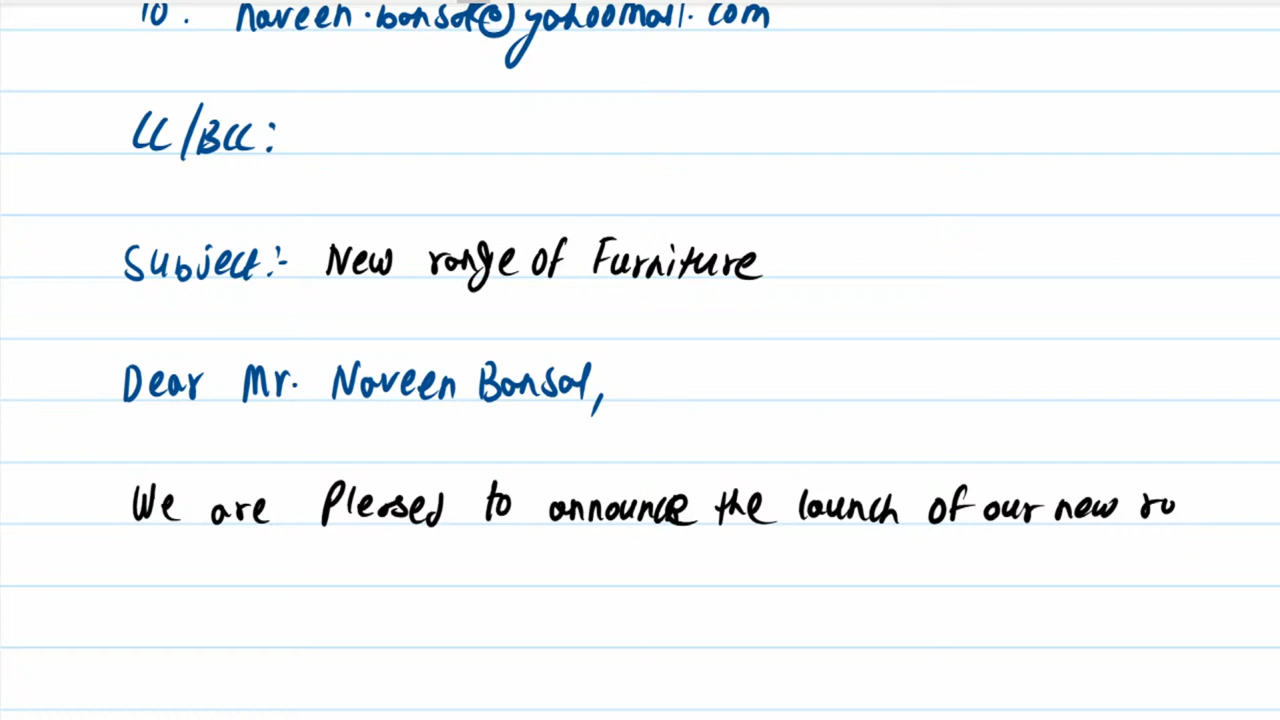 To. naveen.bansal@yahoomail.com
CC/BCC:
Subject:- New range of Furniture
Dear Mr. Naveen Bansal,
We are Pleased to announce the launch of our new ra